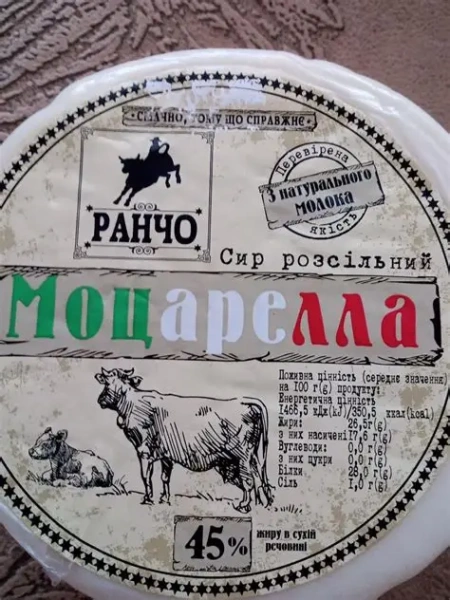 ·СМАЧНО, ТОМУ ЩО СПРАВЖНЄ·
РАНЧО
Перевірена
З натурального
молока
якість
Сир розсільний
Моцарелла
Поживна цінність (середнє значення)
на 100 г(g) продукту:
Енергетична цінність
1466,5 кДж(kJ)/350,5 ккал(kcal)
Жири: 26,5г(g)
з них насичені 17,6 г(g)
Вуглеводи: 0,0 г(g)
з них цукри 0,0 г(g)
Білки 28,0 г(g)
Сіль 1,0 г(g)
45%
жиру в сухій
речовині